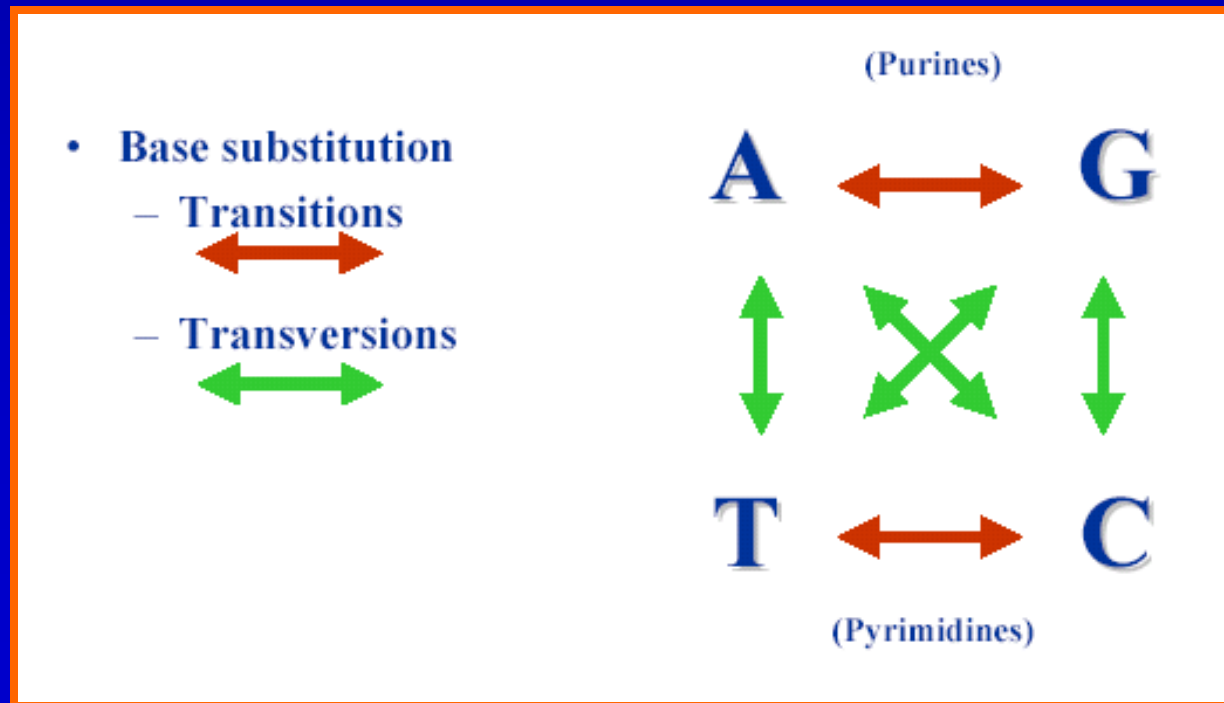 • Base substitution
– Transitions
– Transversions
(Purines)
A G
T C
(Pyrimidines)